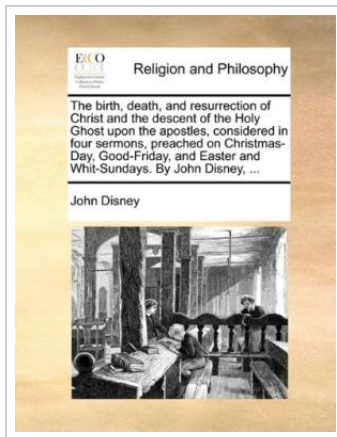 ECCO
Religion and Philosophy
The birth, death, and resurrection of
Christ and the descent of the Holy
Ghost upon the apostles, considered in
four sermons, preached on Christmas-
Day, Good-Friday, and Easter and
Whit-Sundays. By John Disney, ...
John Disney